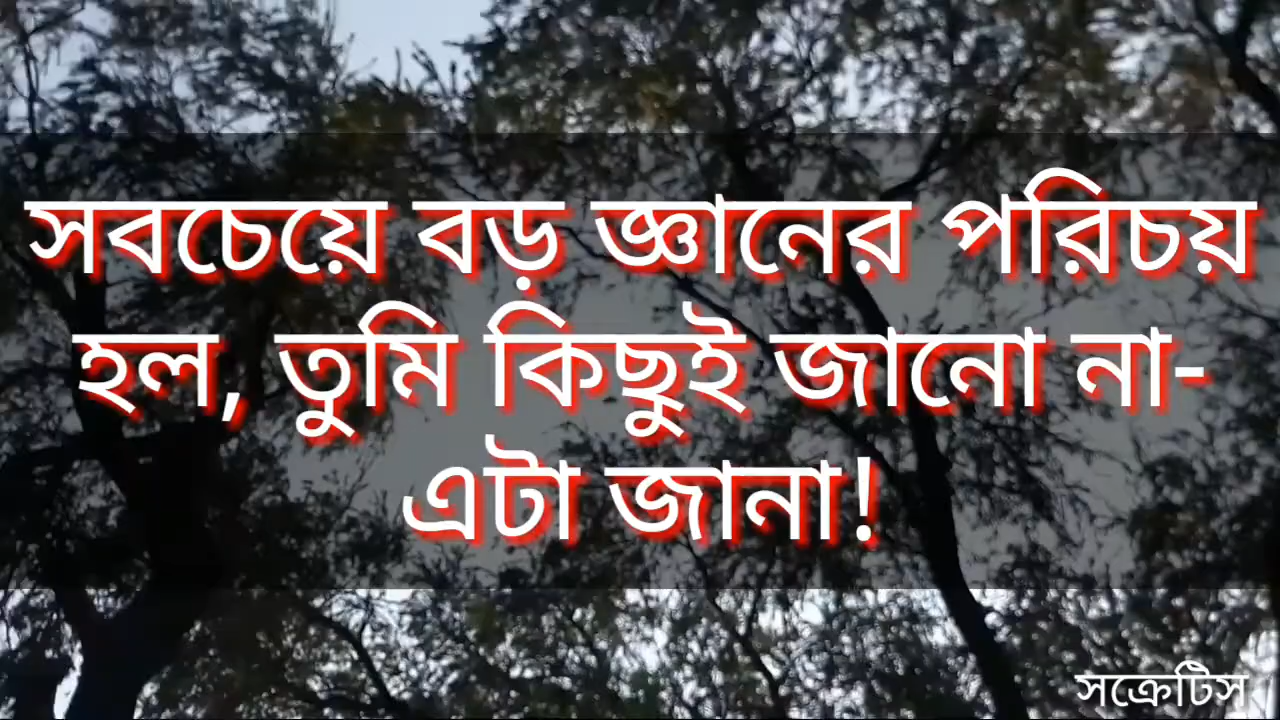 সবচেয়ে বড় জ্ঞানের পরিচয়
হল, তুমি কিছুই জানো না-
এটা জানা!
সক্রেটিস